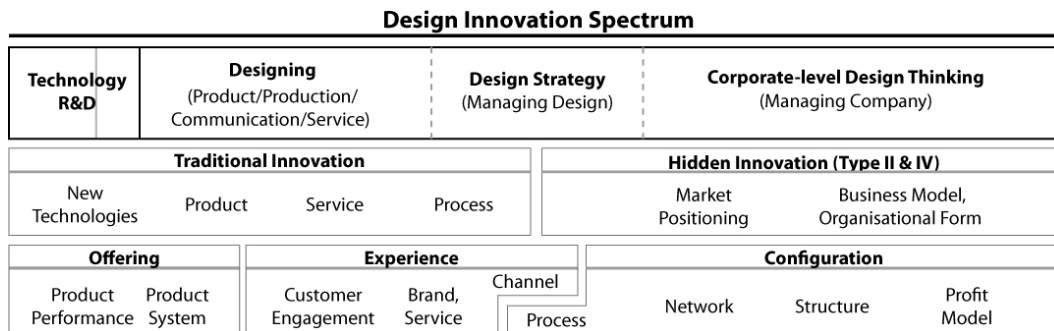 Design Innovation Spectrum
Technology
R&D
Designing
(Product/Production/
Communication/Service)
Design Strategy
(Managing Design)
Corporate-level Design Thinking
(Managing Company)
Traditional Innovation
New
Technologies
Product
Service
Process
Hidden Innovation (Type II & IV)
Market
Positioning
Business Model,
Organisational Form
Offering
Product
Performance
Product
System
Experience
Customer
Engagement
Brand,
Service
Channel
Process
Configuration
Network
Structure
Profit
Model